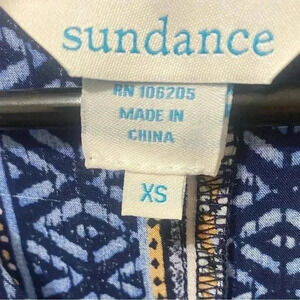 sundance
RN 106205
MADE IN
CHINA
XS